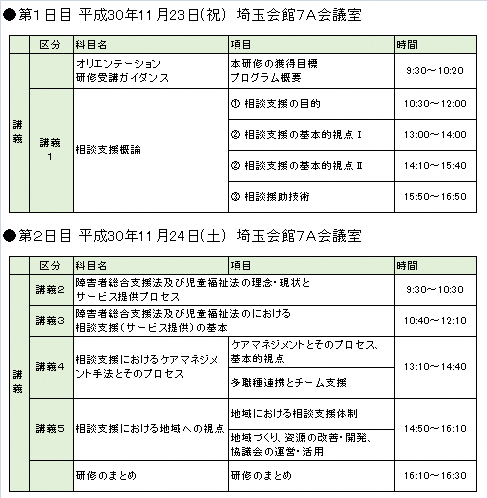 ●第1日目 平成30年11月23日(祝) 埼玉会館7A会議室
区分 科目名 項目 時間
オリエンテーション
研修受講ガイダンス
本研修の獲得目標
プログラム概要
9:30~10:20
講義
講義
1
相談支援概論
① 相談支援の目的 10:30~12:00
② 相談支援の基本的視点Ⅰ 13:00~14:00
② 相談支援の基本的視点Ⅱ 14:10~15:40
③ 相談援助技術 15:50~16:50
●第2日目 平成30年11月24日(土) 埼玉会館7A会議室
区分 科目名 項目 時間
講義
講義2
障害者総合支援法及び児童福祉法の理念・現状と
サービス提供プロセス
9:30~10:30
講義3
障害者総合支援法及び児童福祉法のにおける
相談支援(サービス提供)の基本
10:40~12:10
講義4
相談支援におけるケアマネジメ
ント手法とそのプロセス
ケアマネジメントとそのプロセス、
基本的視点
多職種連携とチーム支援
13:10~14:40
講義5
相談支援における地域への視点
地域における相談支援体制
地域づくり、資源の改善・開発、
協議会の運営・活用
14:50~16:10
研修のまとめ 研修のまとめ 16:10~16:30